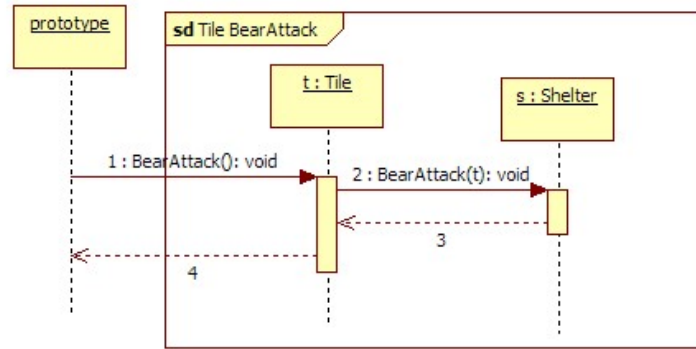 prototype
sd Tile BearAttack
t : Tile
s : Shelter
1 : BearAttack(): void
2 : BearAttack(t): void
3
4